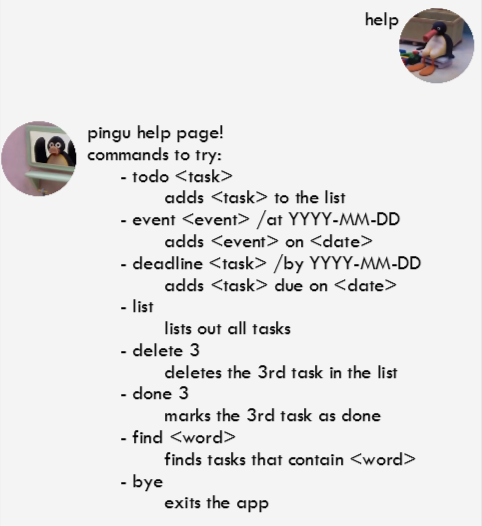 help
pingu help page!
commands to try:
- todo <task>
adds <task> to the list
- event <event> /at YYYY-MM-DD
adds <event> on <date>
- deadline <task> /by YYYY-MM-DD
adds <task> due on <date>
- list
lists out all tasks
- delete 3
deletes the 3rd task in the list
- done 3
marks the 3rd task as done
- find <word>
finds tasks that contain <word>
- bye
exits the app